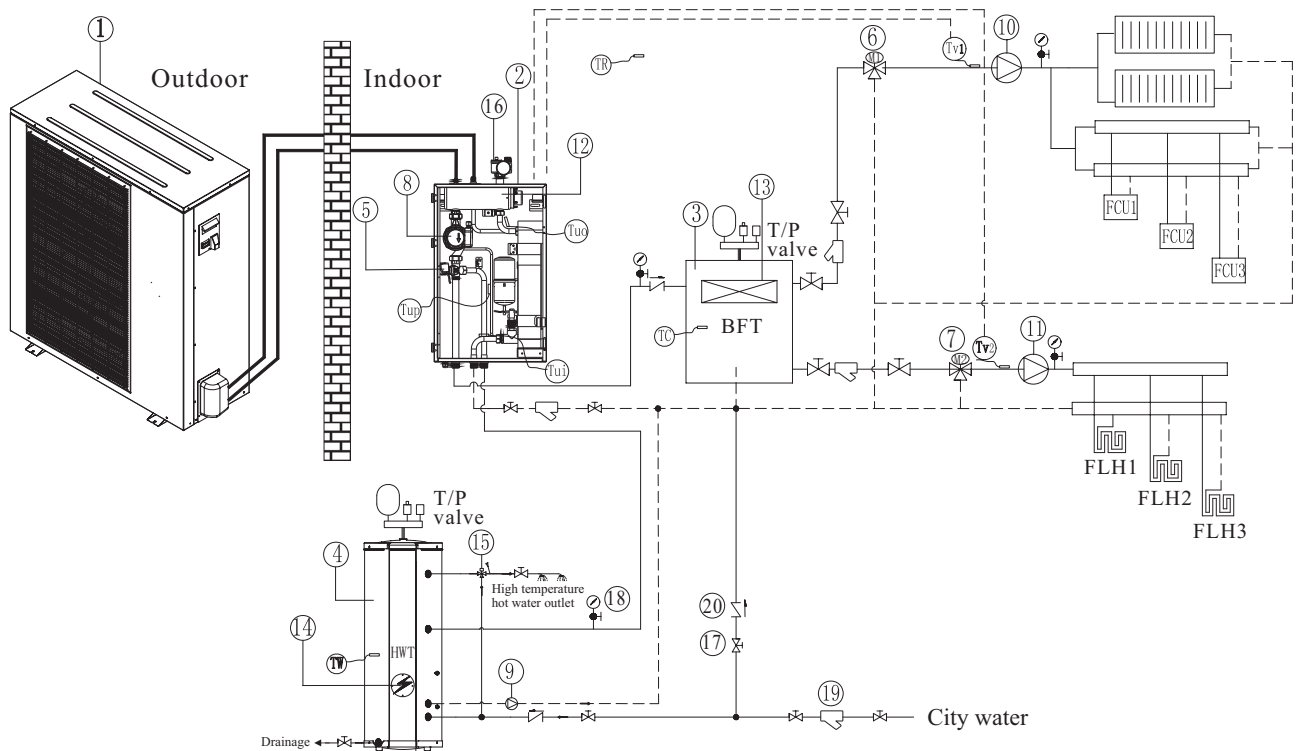 ①
Outdoor
Indoor
②
⑯
⑫
⑧
⑤
Tuo
Tup
Tui
TR
⑥
M1
Tv1
⑩
FCU1
FCU2
FCU3
③
⑬
T/P
valve
BFT
TC
⑦
M2
Tv2
⑪
FLH1
FLH2
FLH3
T/P
valve
④
⑮
High temperature
hot water outlet
⑱
⑭
TW
HWT
⑨
⑳
⑰
⑲
City water
Drainage